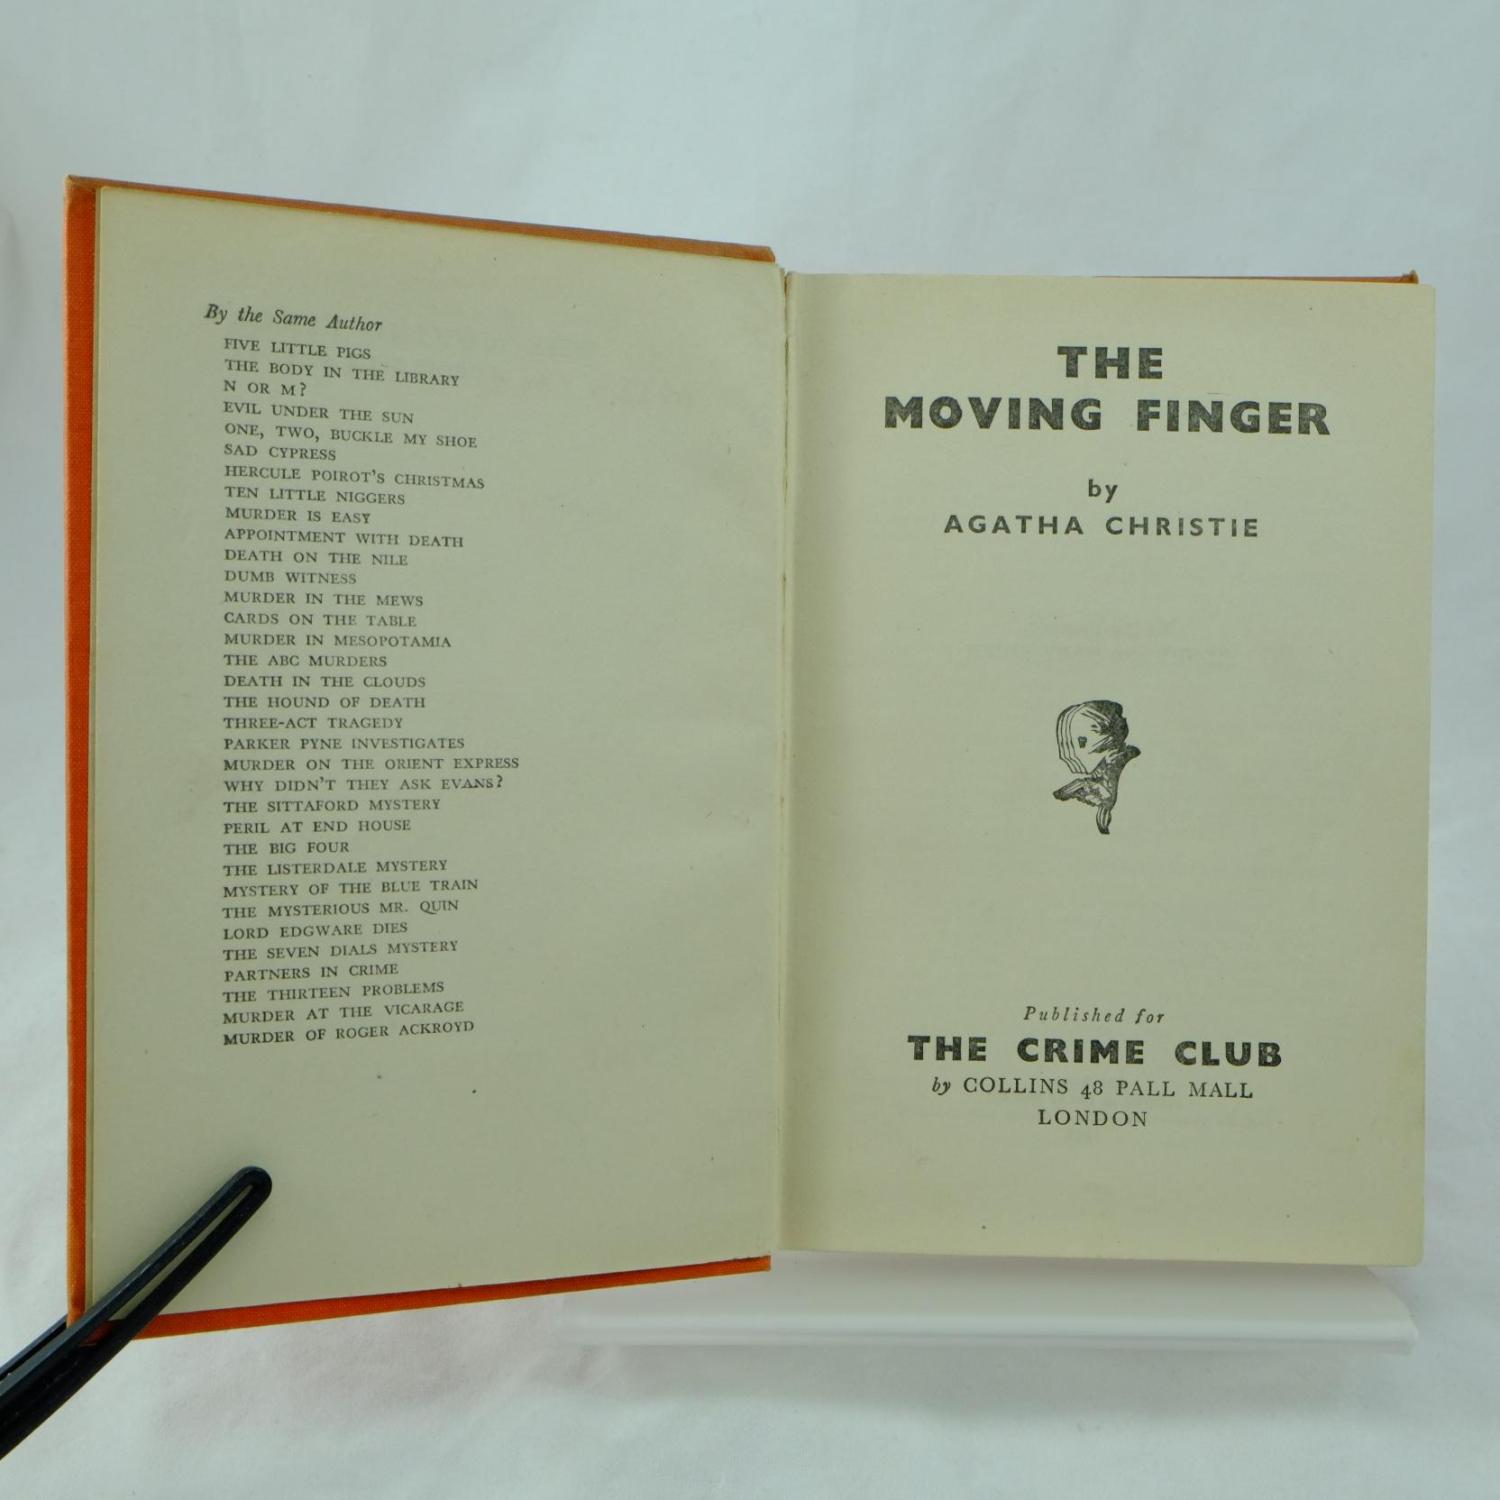 By the Same Author
FIVE LITTLE PIGS
THE BODY IN THE LIBRARY
N OR M?
EVIL UNDER THE SUN
ONE, TWO, BUCKLE MY SHOE
SAD CYPRESS
HERCULE POIROT'S CHRISTMAS
TEN LITTLE NIGGERS
MURDER IS EASY
APPOINTMENT WITH DEATH
DEATH ON THE NILE
DUMB WITNESS
MURDER IN THE MEWS
CARDS ON THE TABLE
MURDER IN MESOPOTAMIA
THE ABC MURDERS
DEATH IN THE CLOUDS
THE HOUND OF DEATH
THREE-ACT TRAGEDY
PARKER PYNE INVESTIGATES
MURDER ON THE ORIENT EXPRESS
WHY DIDN'T THEY ASK EVANS?
THE SITTAFORD MYSTERY
PERIL AT END HOUSE
THE BIG FOUR
THE LISTERDALE MYSTERY
MYSTERY OF THE BLUE TRAIN
THE MYSTERIOUS MR. QUIN
LORD EDGWARE DIES
THE SEVEN DIALS MYSTERY
PARTNERS IN CRIME
THE THIRTEEN PROBLEMS
MURDER AT THE VICARAGE
MURDER OF ROGER ACKROYD
THE
MOVING FINGER
by
AGATHA CHRISTIE
Published for
THE CRIME CLUB
by COLLINS 48 PALL MALL
LONDON